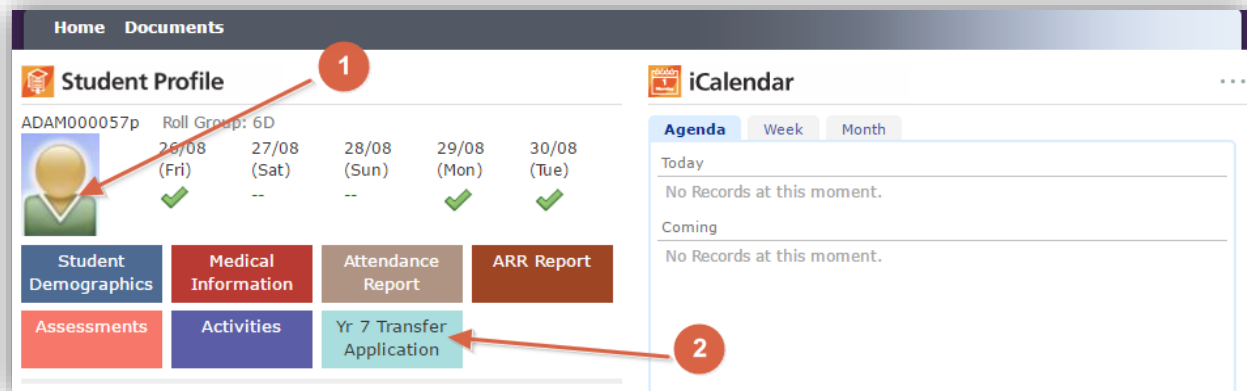 Home Documents
1
Student Profile
ADAM000057p Roll Group: 6D
26/08 27/08 28/08 29/08 30/08
(Fri) (Sat) (Sun) (Mon) (Tue)
-- --
Student Demographics
Medical Information
Attendance Report
ARR Report
Assessments
Activities
Yr 7 Transfer Application
2
iCalendar
...
Agenda Week Month
Today
No Records at this moment.
Coming
No Records at this moment.